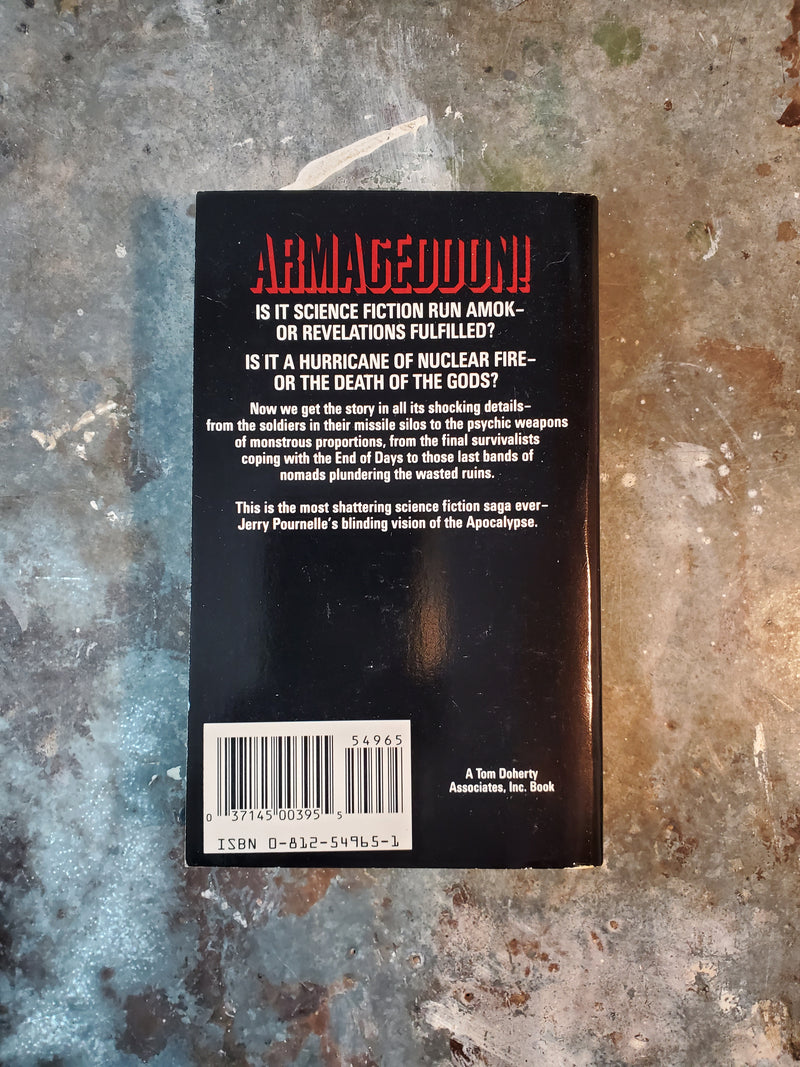 ARMAGEDDON!
IS IT SCIENCE FICTION RUN AMOK–
OR REVELATIONS FULFILLED?
IS IT A HURRICANE OF NUCLEAR FIRE–
OR THE DEATH OF THE GODS?
Now we get the story in all its shocking details–
from the soldiers in their missile silos to the psychic weapons
of monstrous proportions, from the final survivalists
coping with the End of Days to those last bands of
nomads plundering the wasted ruins.
This is the most shattering science fiction saga ever–
Jerry Pournelle's blinding vision of the Apocalypse.
54965
0 37145 00395 5
ISBN 0-812-54965-1
A Tom Doherty
Associates, Inc. Book